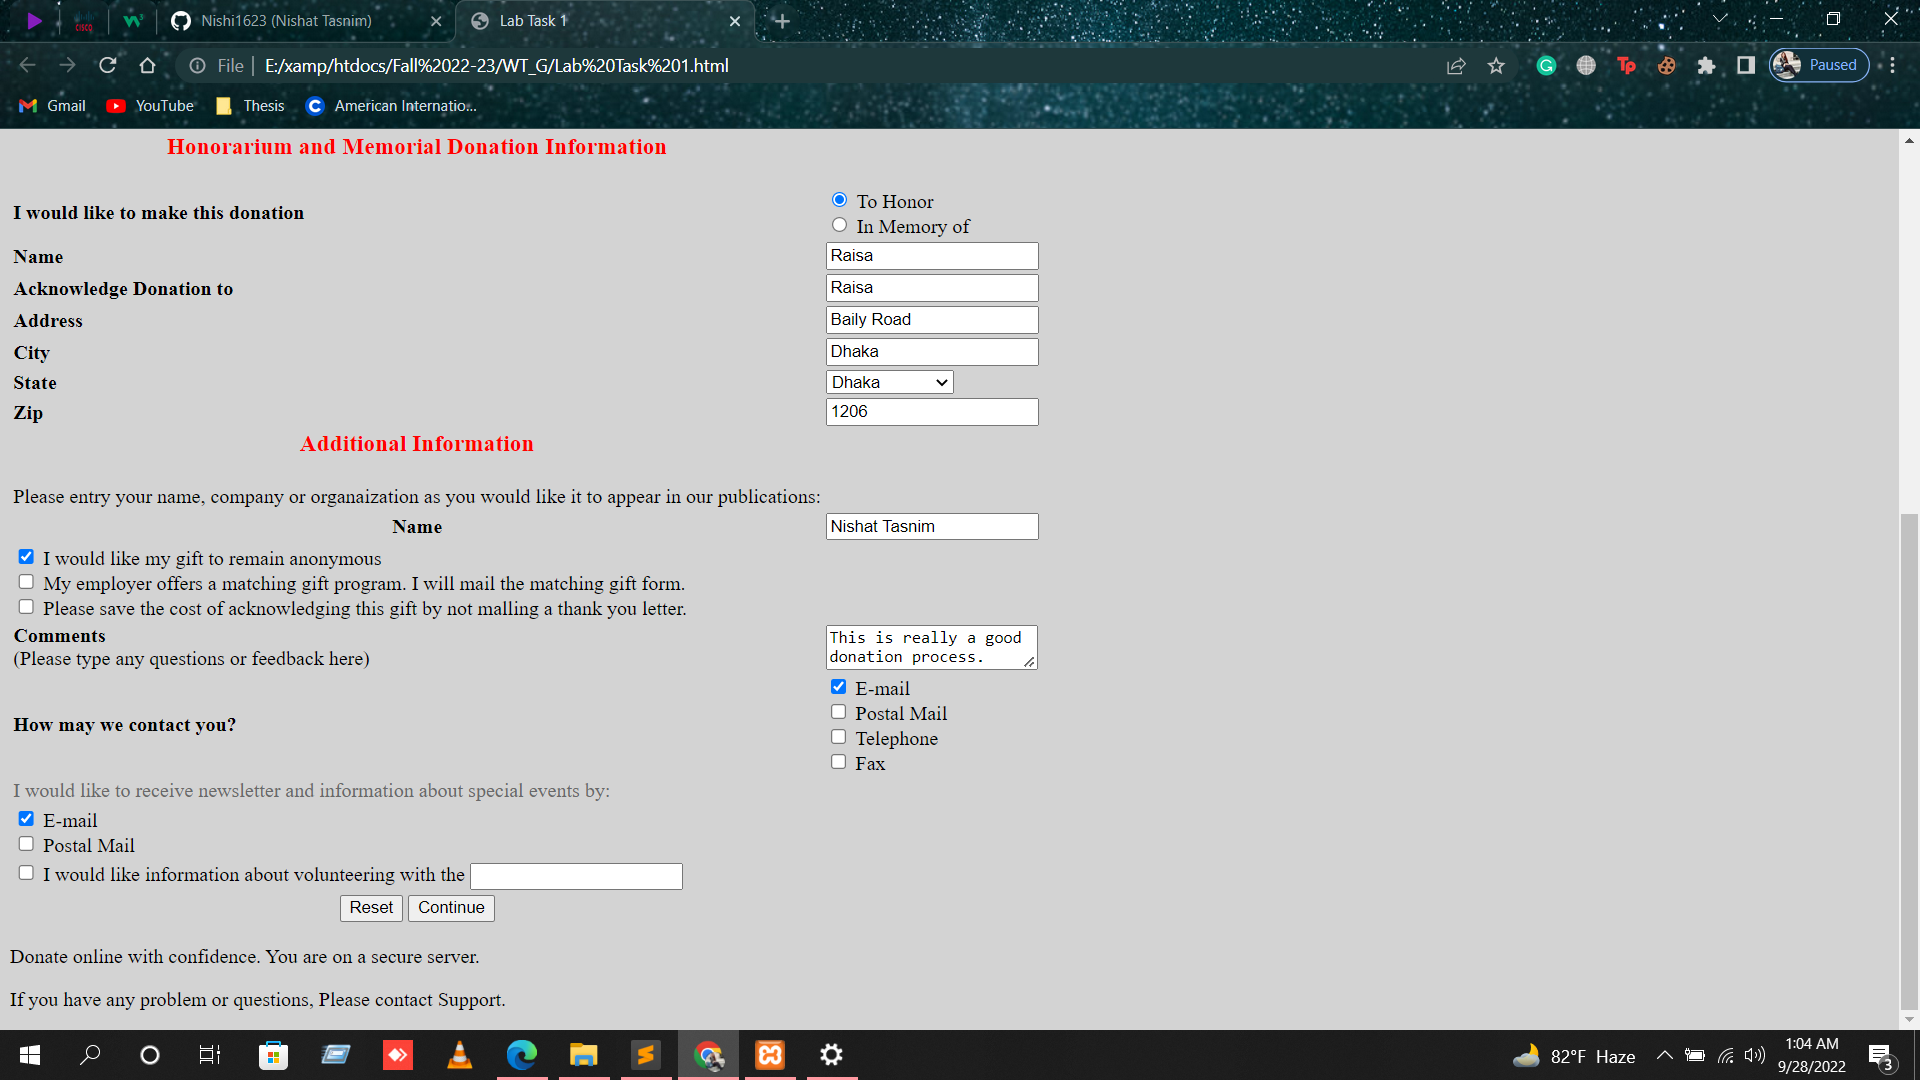 Nishi1623 (Nishat Tasnim)
Lab Task 1
File
E:/xamp/htdocs/Fall%2022-23/WT_G/Lab%20Task%201.html
Paused
Gmail
YouTube
Thesis
American Internatio...
Honorarium and Memorial Donation Information
I would like to make this donation
To Honor
In Memory of
Name
Raisa
Acknowledge Donation to
Raisa
Address
Baily Road
City
Dhaka
State
Dhaka
Zip
1206
Additional Information
Please entry your name, company or organaization as you would like it to appear in our publications:
Name
Nishat Tasnim
I would like my gift to remain anonymous
My employer offers a matching gift program. I will mail the matching gift form.
Please save the cost of acknowledging this gift by not malling a thank you letter.
Comments
(Please type any questions or feedback here)
This is really a good
donation process.
How may we contact you?
E-mail
Postal Mail
Telephone
Fax
I would like to receive newsletter and information about special events by:
E-mail
Postal Mail
I would like information about volunteering with the
Reset
Continue
Donate online with confidence. You are on a secure server.
If you have any problem or questions, Please contact Support.
82°F Haze
1:04 AM
9/28/2022
3